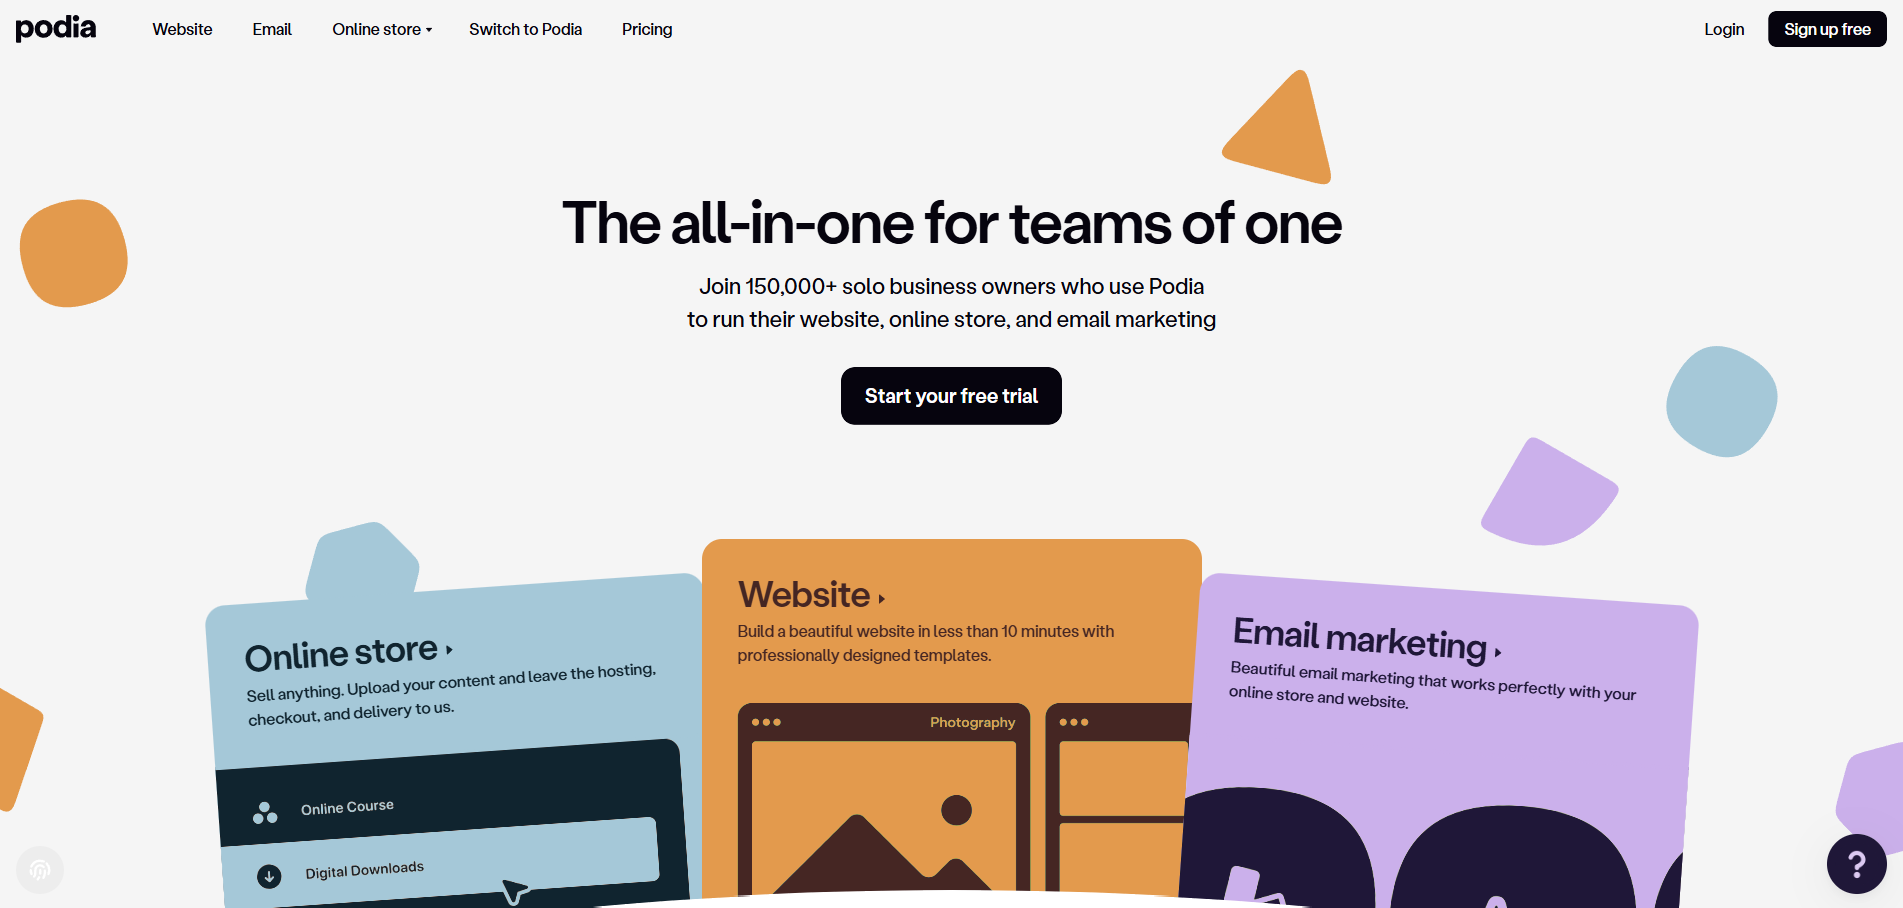 podia
Website
Email
Online store
Switch to Podia
Pricing
Login
Sign up free
The all-in-one for teams of one
Join 150,000+ solo business owners who use Podia
to run their website, online store, and email marketing
Start your free trial
Online store
Sell anything. Upload your content and leave the hosting,
checkout, and delivery to us.
Online Course
Digital Downloads
Website
Build a beautiful website in less than 10 minutes with
professionally designed templates.
Photography
Email marketing
Beautiful email marketing that works perfectly with your
online store and website.
?